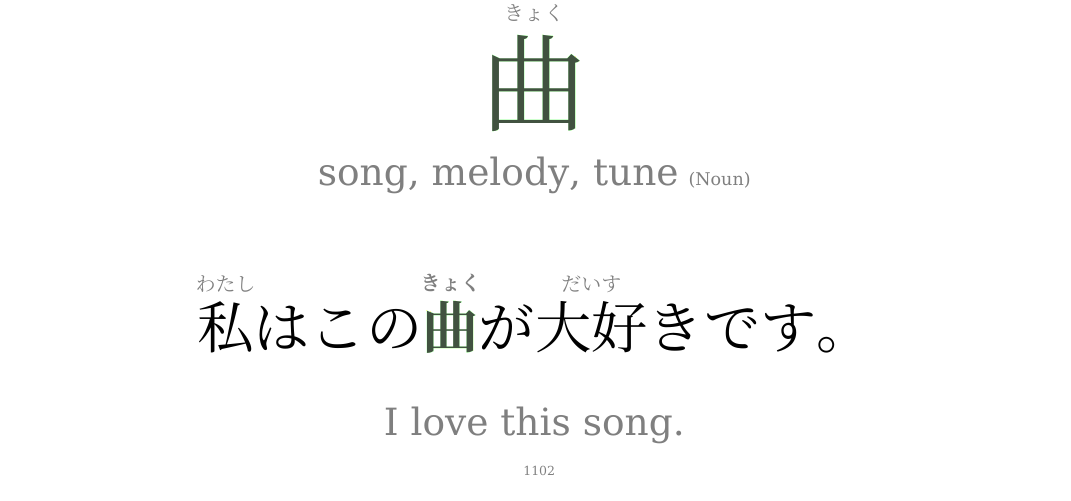 きょく
曲
song, melody, tune (Noun)
わたし きょく だいす
私はこの曲が大好きです。
I love this song.
1102